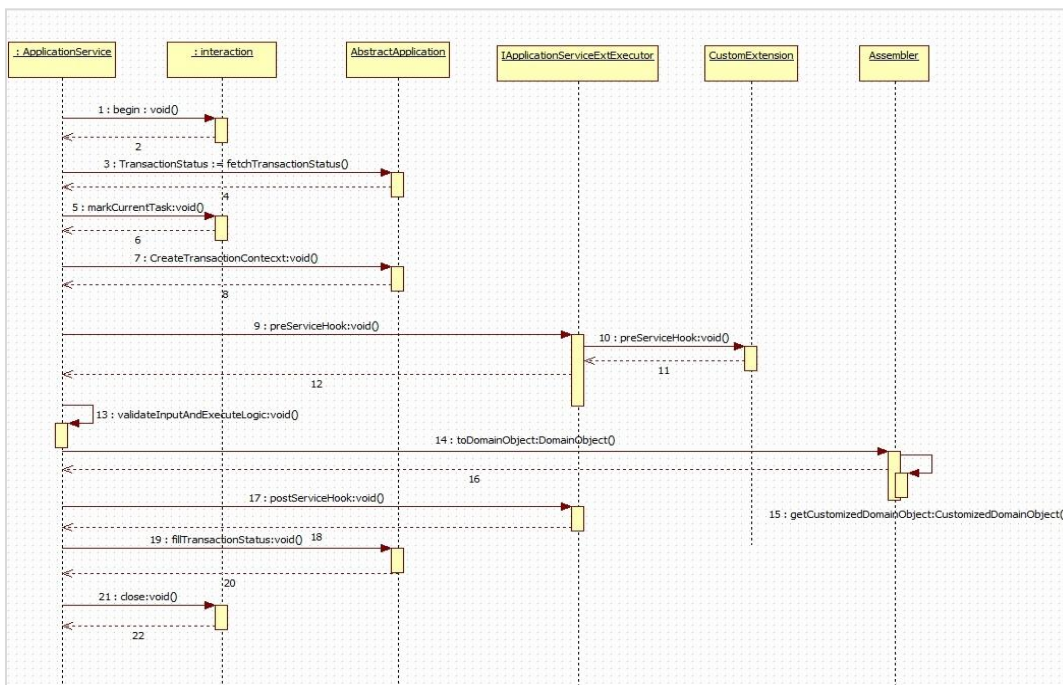 : ApplicationService
: interaction
AbstractApplication
IApplicationServiceExtExecutor
CustomExtension
Assembler
1 : begin : void()
2
3 : TransactionStatus := fetchTransactionStatus()
4
5 : markCurrentTask:void()
6
7 : CreateTransactionContecxt:void()
8
9 : preServiceHook:void()
10 : preServiceHook:void()
11
12
13 : validateInputAndExecuteLogic:void()
14 : toDomainObject:DomainObject()
16
17 : postServiceHook:void()
15 : getCustomizedDomainObject:CustomizedDomainObject()
18
19 : fillTransactionStatus:void()
20
21 : close:void()
22